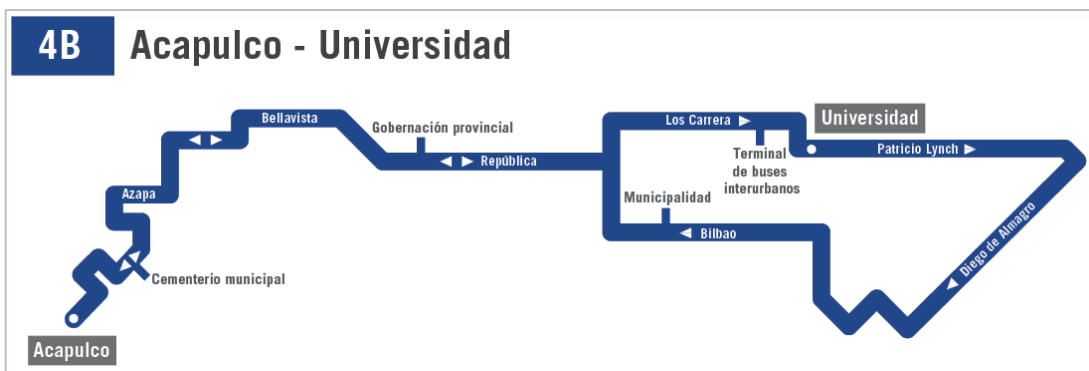 4B
Acapulco - Universidad
Bellavista
Los Carrera
Universidad
Gobernación provincial
República
Terminal
de buses
interurbanos
Patricio Lynch
Azapa
Municipalidad
Bilbao
Diego de Almagro
Cementerio municipal
Acapulco